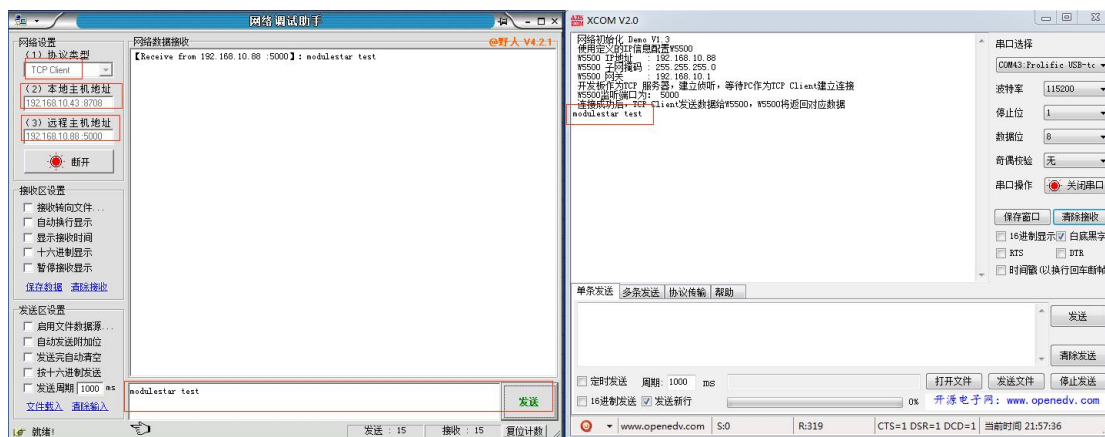 网络调试助手
网络设置
(1) 协议类型
TCP Client
(2) 本地主机地址
192.168.10.43 :8708
(3) 远程主机地址
192.168.10.88 :5000
断开
接收区设置
接收转向文件...
自动换行显示
显示接收时间
十六进制显示
暂停接收显示
保存数据 清除接收
发送区设置
启用文件数据源...
自动发送附加位
发送完自动清空
按十六进制发送
发送周期 1000 ms
文件载入 清除输入
网络数据接收
@野人 V4.2.1
【Receive from 192.168.10.88 :5000】: modulestar test
modulestar test
发送
就绪!
发送 : 15
接收 : 15
复位计数
XCOM V2.0
网络初始化 Demo V1.3
使用定义的IP信息配置W5500
W5500 IP地址 : 192.168.10.88
W5500 子网掩码 : 255.255.255.0
W5500 网关 : 192.168.10.1
开发板作为TCP 服务器，建立侦听，等待PC作为TCP Client建立连接
W5500监听端口为: 5000
连接成功后，TCP Client发送数据给W5500，W5500将返回对应数据
modulestar test
串口选择
COM43:Prolific USB-tc
波特率 115200
停止位 1
数据位 8
奇偶校验 无
串口操作 关闭串口
保存窗口 清除接收
16进制显示 白底黑字
RTS DTR
时间戳(以换行回车断帧
单条发送 多条发送 协议传输 帮助
发送
清除发送
定时发送 周期: 1000 ms 打开文件 发送文件 停止发送
16进制发送 发送新行 0% 开源电子网: www.openedv.com
www.openedv.com S:0 R:319 CTS=1 DSR=1 DCD=1 当前时间 21:57:36